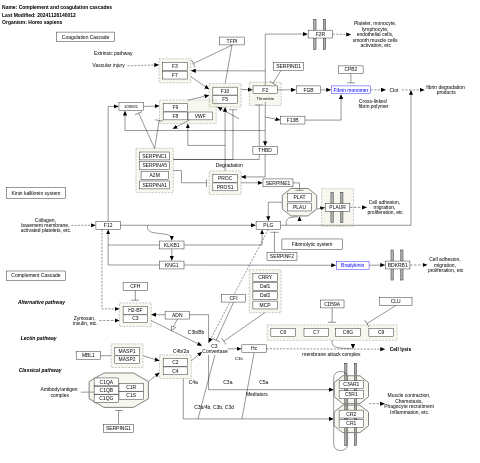 Name: Complement and coagulation cascades
Last Modified: 20241126140012
Organism: Homo sapiens
Coagulation Cascade
TFPI
F2R
Platelet, monocyte,
lymphocyte,
endothelial cells,
smooth muscle cells
activation, etc
Extrinsic pathway
Vascular injury
F3
F7
SERPIND1
CPB2
F10
F5
F2
Thrombin
FGB
Fibrin monomer
Clot
fibrin degradation
products
Cross-linked
fibrin polymer
F9
F8
VWF
F13B
THBD
SERPINC1
SERPINA5
A2M
SERPINA1
Degradation
PROC
PROS1
SERPINE1
PLAT
PLAU
PLAUR
Cell adhesion,
migration,
proliferation, etc
Kinin kallikrein system
Collagen,
basement membrane,
activated platelets, etc.
F12
PLG
KLKB1
KNG1
Fibrinolytic system
SERPINF2
Bradykinin
BDKRB1
Cell adhesion,
migration,
proliferation, etc
Complement Cascade
CFH
CFI
CRRY
Daf1
Daf2
MCP
CD59A
CLU
Alternative pathway
Zymosan,
insulin, etc.
H2-BF
C3
ADN
C3b/Bb
C3
Convertase
C6
C7
C8G
C9
membrane attack complex
Cell lysis
Hc
C5b
Lectin pathway
MBL1
MASP1
MASP2
C4b/2a
C2
C4
Classical pathway
Antibody/antigen
complex
C1QA
C1QB
C1QG
C1R
C1S
SERPING1
C4a
C3a
C5a
Mediators
C3b/4b, C3b, C3d
C3AR1
C5R1
CR2
CR1
Muscle contraction,
Chemotaxis,
Phagocyte recruitment
Inflammation, etc.